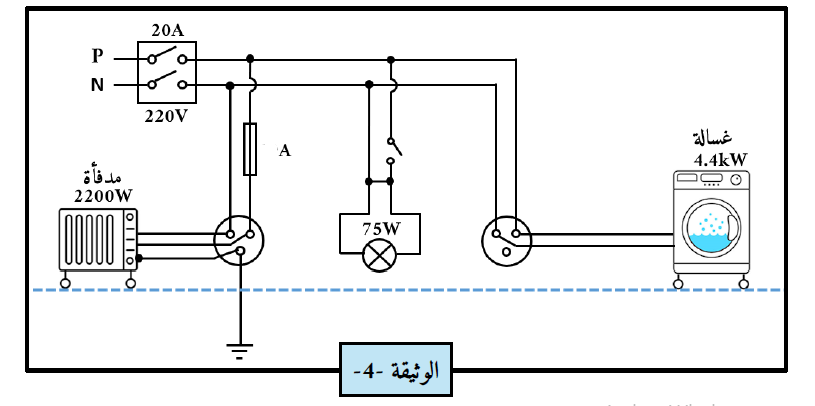 20A
P
N
220V
A
مدفأة
2200W
75W
غسالة
4.4kW
الوثيقة -4-